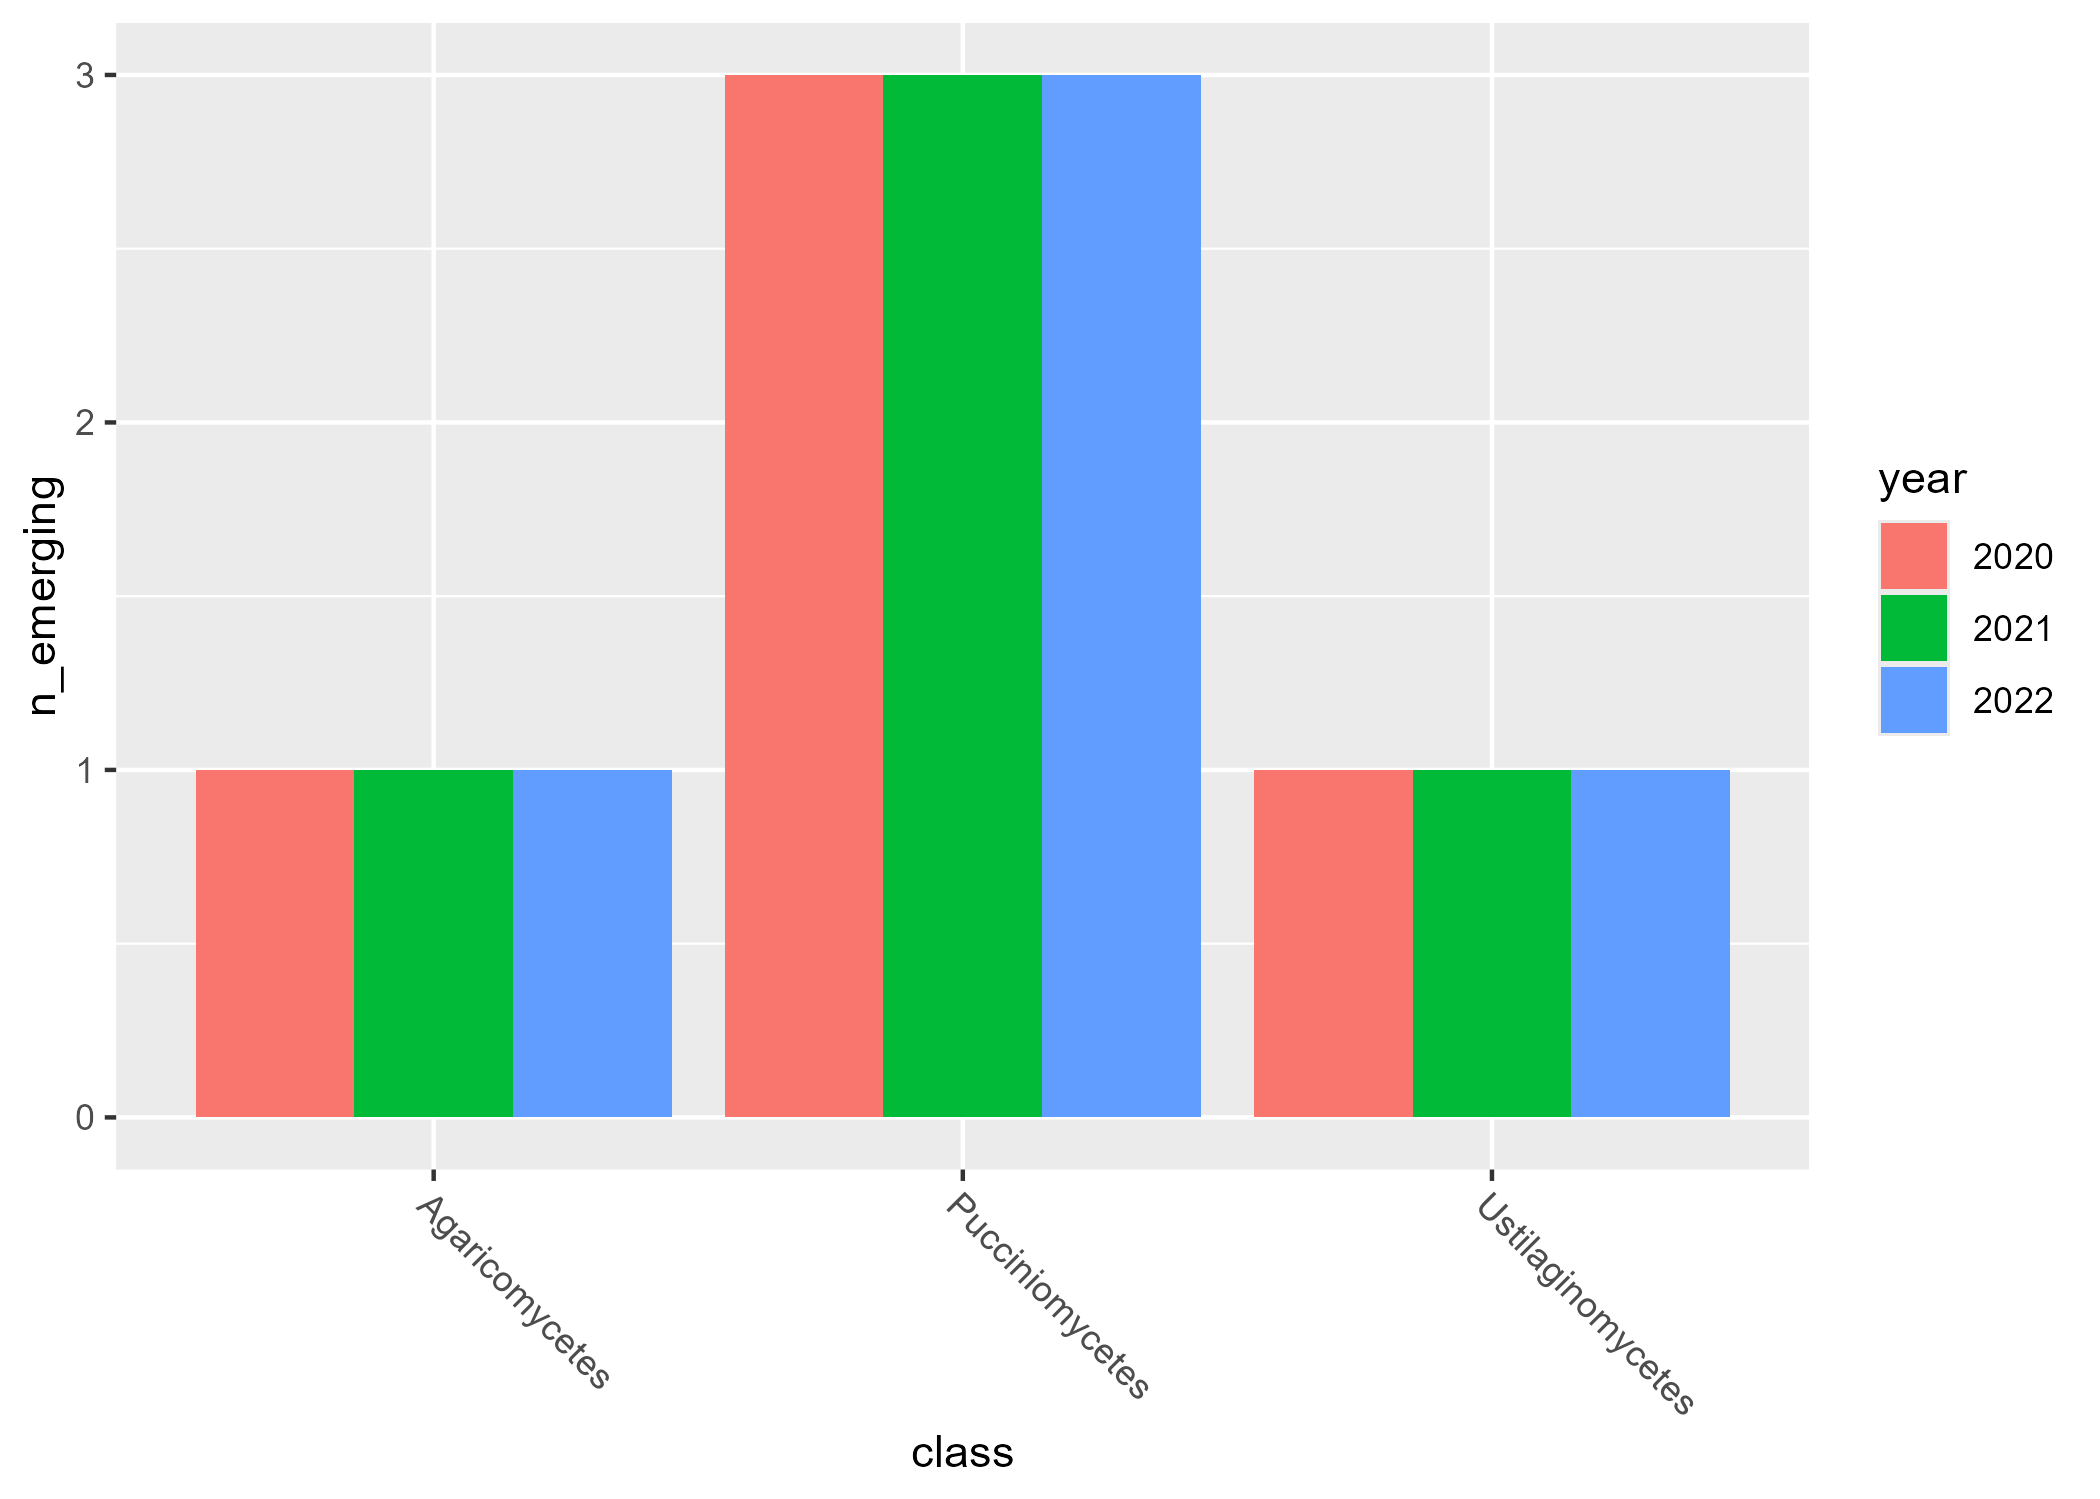 n_emerging
3
2
1
0
Agaricomycetes
Pucciniomycetes
Ustilaginomycetes
class
year
2020
2021
2022